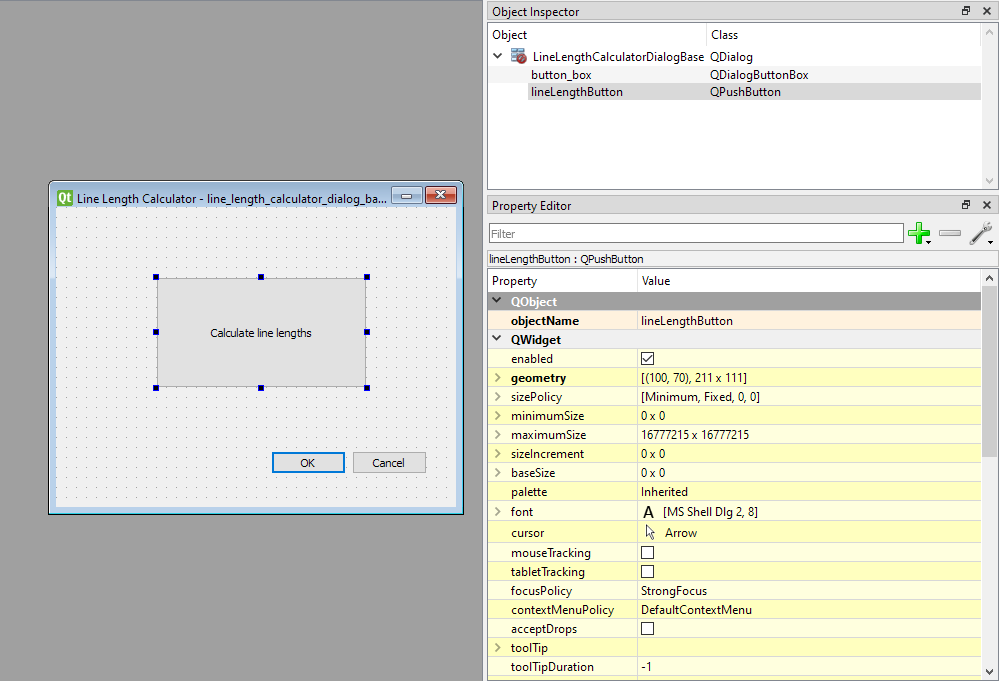 Object Inspector
Object Class
LineLengthCalculatorDialogBase QDialog
button_box QDialogButtonBox
lineLengthButton QPushButton
Qt Line Length Calculator - line_length_calculator_dialog_ba...
Calculate line lengths
OK Cancel
Property Editor
Filter
lineLengthButton : QPushButton
Property Value
QObject
objectName lineLengthButton
QWidget
enabled
geometry [(100, 70), 211 x 111]
sizePolicy [Minimum, Fixed, 0, 0]
minimumSize 0 x 0
maximumSize 16777215 x 16777215
sizeIncrement 0 x 0
baseSize 0 x 0
palette Inherited
font A [MS Shell Dlg 2, 8]
cursor Arrow
mouseTracking
tabletTracking
focusPolicy StrongFocus
contextMenuPolicy DefaultContextMenu
acceptDrops
toolTip
toolTipDuration -1